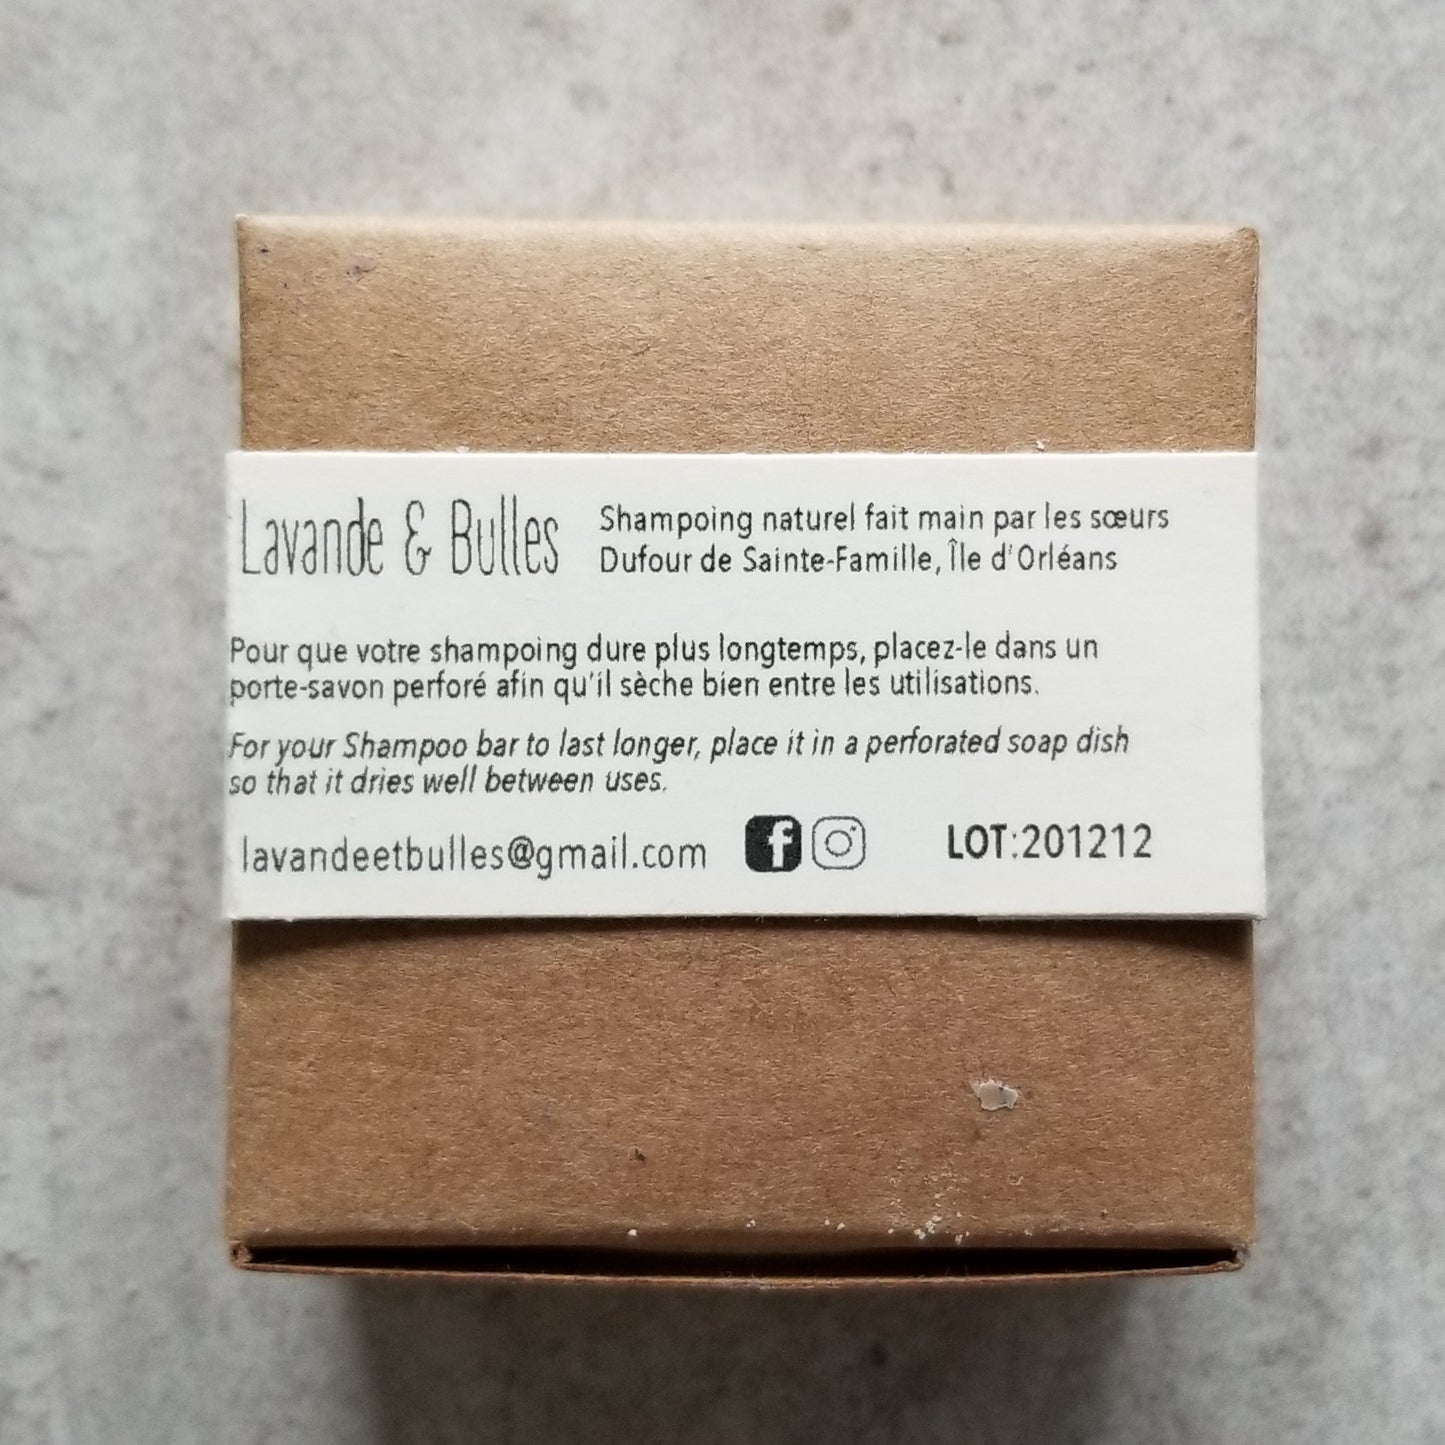 Lavande & Bulles
Shampoing naturel fait main par les sœurs
Dufour de Sainte-Famille, Île d'Orléans
Pour que votre shampoing dure plus longtemps, placez-le dans un
porte-savon perforé afin qu'il sèche bien entre les utilisations.
For your Shampoo bar to last longer, place it in a perforated soap dish
so that it dries well between uses.
lavandeetbulles@gmail.com
LOT:201212